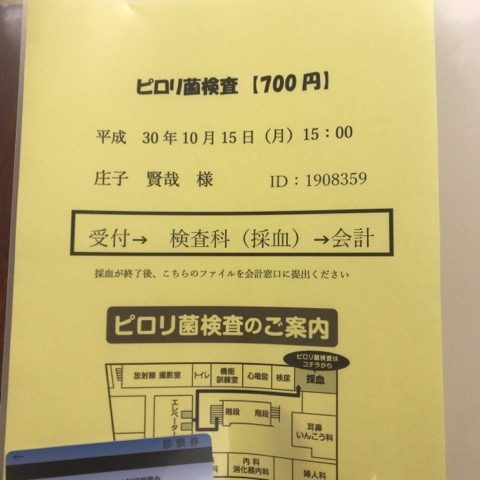 ピロリ菌検査【700円】
平成 30年10月15日（月）15：00
庄子 賢哉 様 ID：1908359
受付→ 検査科（採血）→会計
採血が終了後、こちらのファイルを会計窓口に提出ください
ピロリ菌検査のご案内
ピロリ菌検査は
コチラから
放射線 撮影室
トイレ
機能
訓練室
心電図
検尿
採血
エレベーター
階段
階段
耳鼻
いんこう科
診察券
内科
消化器内科
婦人科